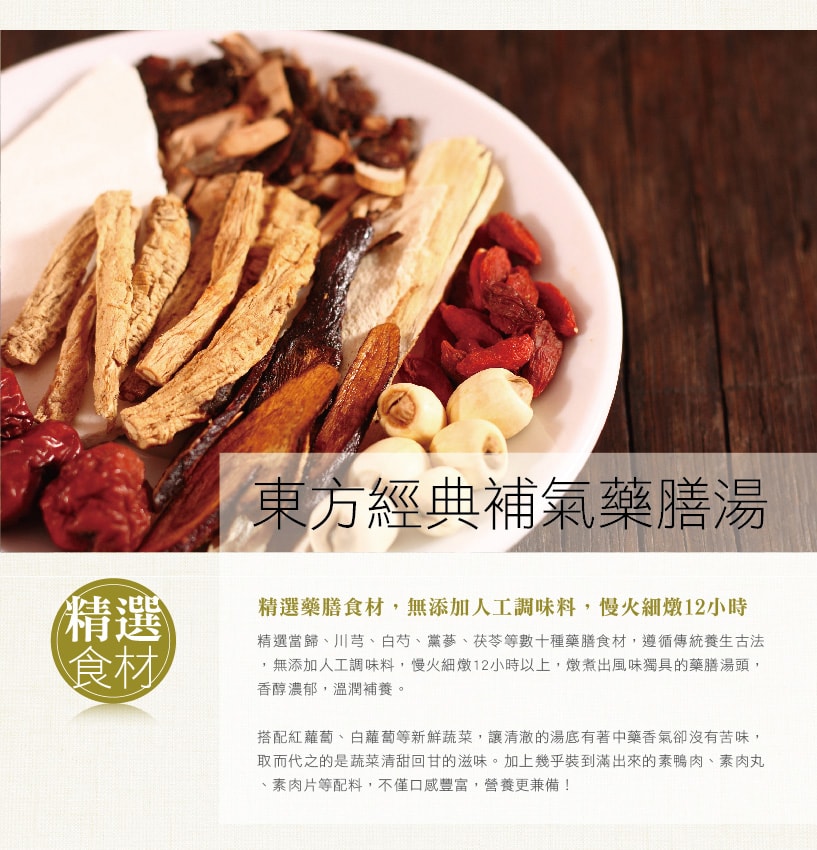 東方經典補氣藥膳湯
精選
食材
精選藥膳食材，無添加人工調味料，慢火細燉12小時
精選當歸、川芎、白芍、黨蔘、茯苓等數十種藥膳食材，遵循傳統養生古法
，無添加人工調味料，慢火細燉12小時以上，燉煮出風味獨具的藥膳湯頭，
香醇濃郁，溫潤補養。
搭配紅蘿蔔、白蘿蔔等新鮮蔬菜，讓清澈的湯底有著中藥香氣卻沒有苦味，
取而代之的是蔬菜清甜回甘的滋味。加上幾乎裝到滿出來的素鴨肉、素肉丸
、素肉片等配料，不僅口感豐富，營養更兼備！